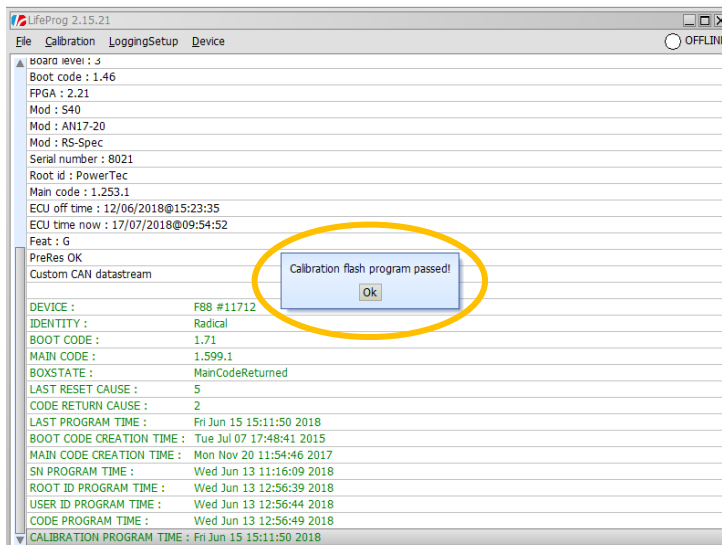 LifeProg 2.15.21
File Calibration LoggingSetup Device
OFFLINE
Board level : 3
Boot code : 1.46
FPGA : 2.21
Mod : S40
Mod : AN17-20
Mod : RS-Spec
Serial number : 8021
Root id : PowerTec
Main code : 1.253.1
ECU off time : 12/06/2018@15:23:35
ECU time now : 17/07/2018@09:54:52
Feat : G
PreRes OK
Custom CAN datastream
Calibration flash program passed!
Ok
DEVICE : F88 #11712
IDENTITY : Radical
BOOT CODE : 1.71
MAIN CODE : 1.599.1
BOXSTATE : MainCodeReturned
LAST RESET CAUSE : 5
CODE RETURN CAUSE : 2
LAST PROGRAM TIME : Fri Jun 15 15:11:50 2018
BOOT CODE CREATION TIME : Tue Jul 07 17:48:41 2015
MAIN CODE CREATION TIME : Mon Nov 20 11:54:46 2017
SN PROGRAM TIME : Wed Jun 13 11:16:09 2018
ROOT ID PROGRAM TIME : Wed Jun 13 12:56:39 2018
USER ID PROGRAM TIME : Wed Jun 13 12:56:44 2018
CODE PROGRAM TIME : Wed Jun 13 12:56:49 2018
CALIBRATION PROGRAM TIME : Fri Jun 15 15:11:50 2018